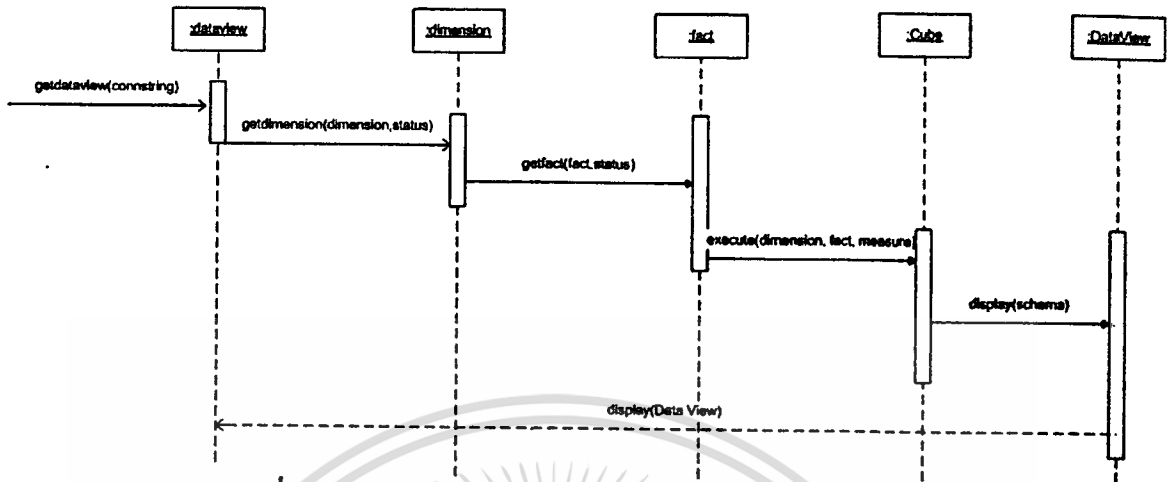 :dataview
:dimension
:fact
:Cube
:DataView
getdataview(connstring)
getdimension(dimension,status)
getfact(fact,status)
execute(dimension, fact, measure)
display(schema)
display(Data View)